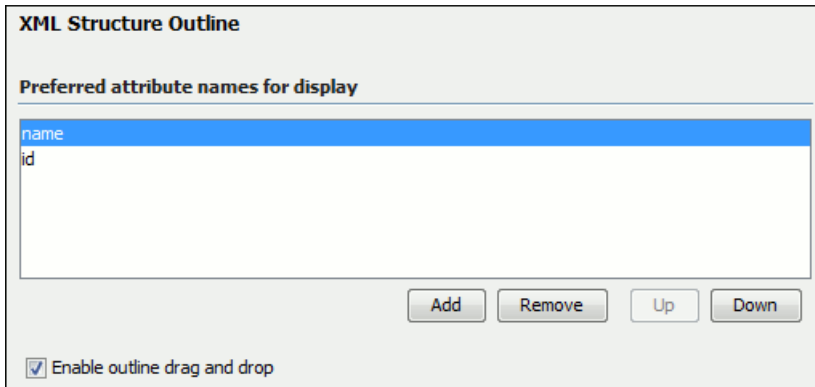 XML Structure Outline
Preferred attribute names for display
name
id
Add Remove Up Down
Enable outline drag and drop